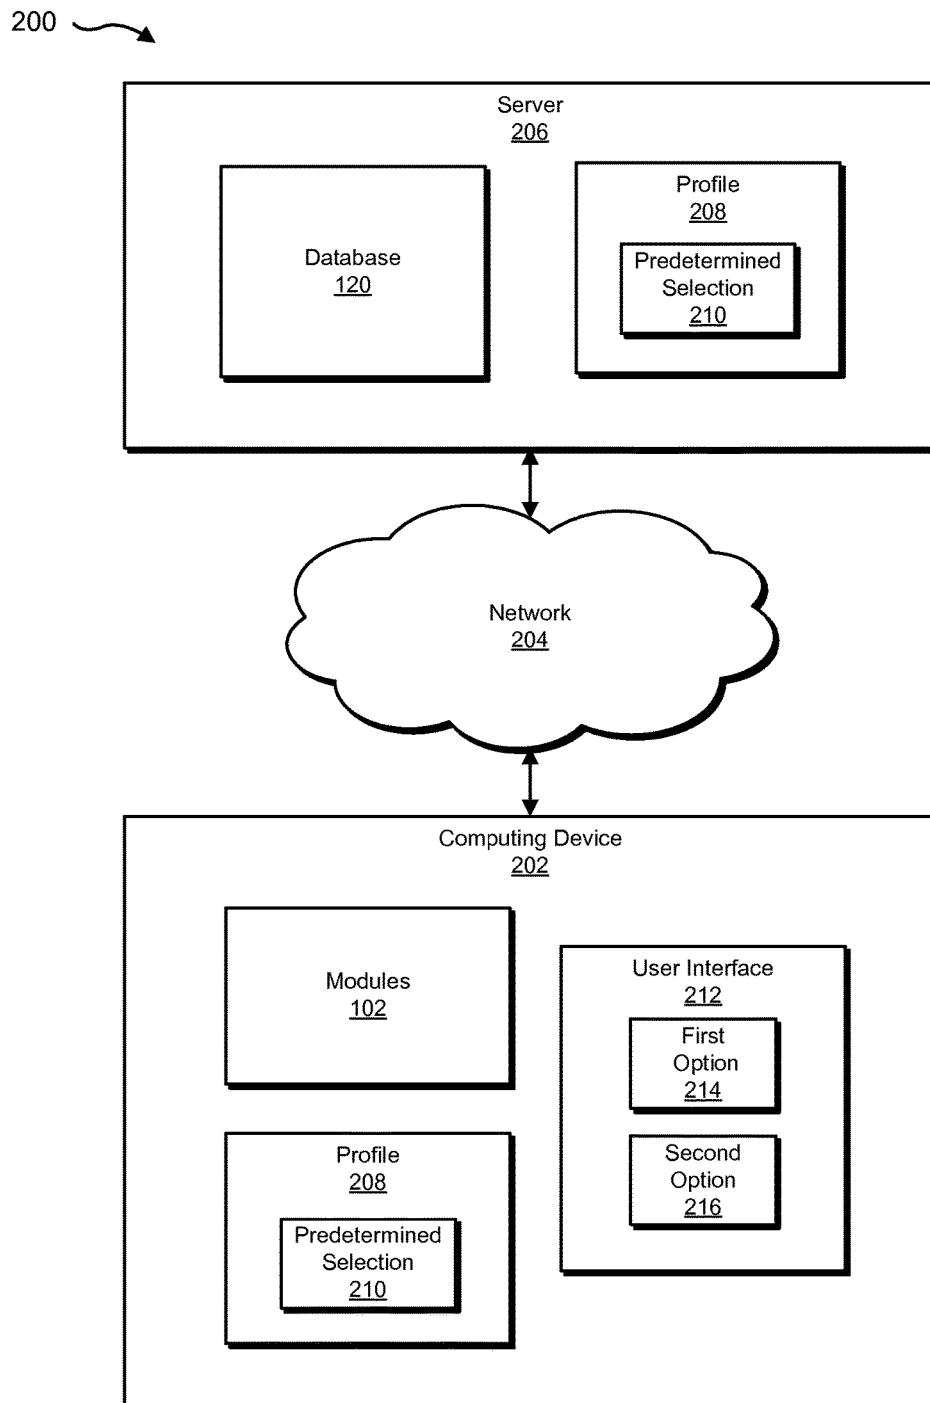 200
Server
206
Database
120
Profile
208
Predetermined
Selection
210
Network
204
Computing Device
202
Modules
102
User Interface
212
First
Option
214
Second
Option
216
Profile
208
Predetermined
Selection
210